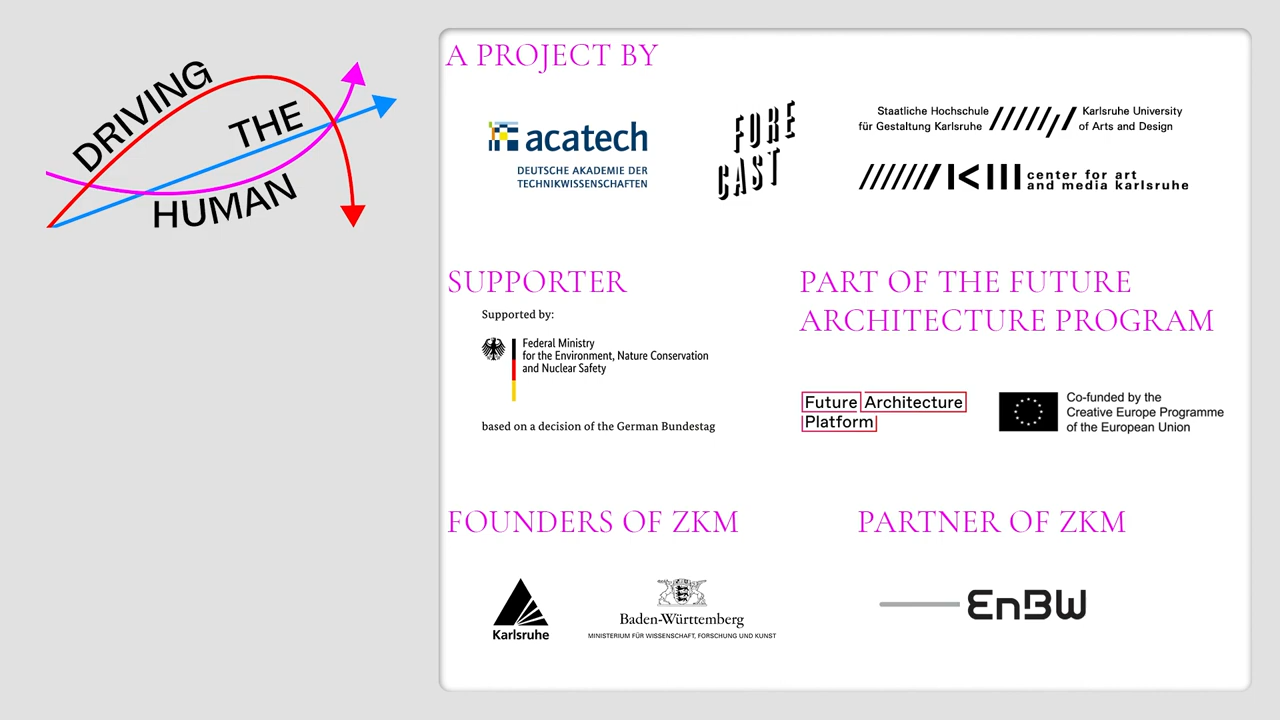 DRIVING
THE
HUMAN
A PROJECT BY
acatech
DEUTSCHE AKADEMIE DER
TECHNIKWISSENSCHAFTEN
FORE
CAST
Staatliche Hochschule
für Gestaltung Karlsruhe
Karlsruhe University
of Arts and Design
center for art
and media karlsruhe
SUPPORTER
Supported by:
Federal Ministry
for the Environment, Nature Conservation
and Nuclear Safety
based on a decision of the German Bundestag
PART OF THE FUTURE
ARCHITECTURE PROGRAM
Future Architecture
Platform
Co-funded by the
Creative Europe Programme
of the European Union
FOUNDERS OF ZKM
Karlsruhe
Baden-Württemberg
MINISTERIUM FÜR WISSENSCHAFT, FORSCHUNG UND KUNST
PARTNER OF ZKM
EnBW